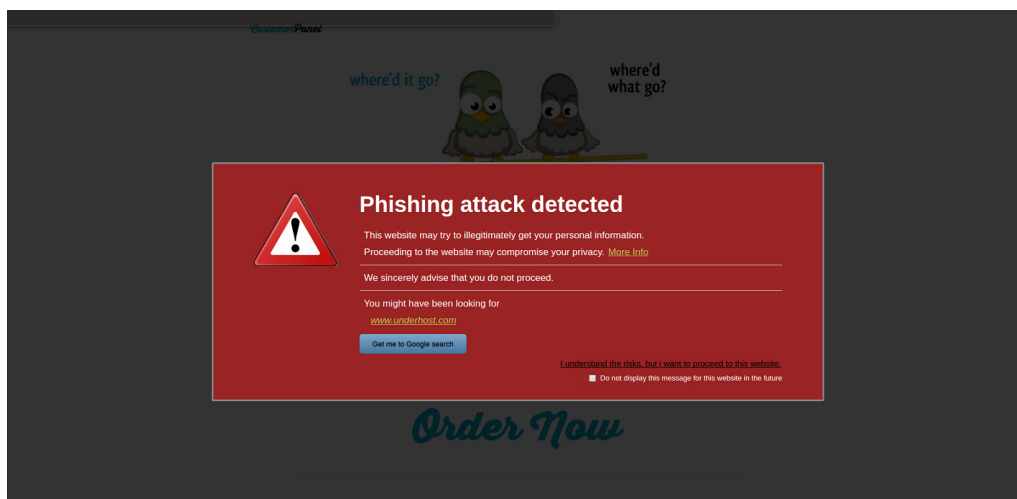 CustomerPanel
where'd it go?
where'd
what go?
Phishing attack detected
This website may try to illegitimately get your personal information.
Proceeding to the website may compromise your privacy. More Info
We sincerely advise that you do not proceed.
You might have been looking for
www.underhost.com
Get me to Google search
I understand the risks, but i want to proceed to this website.
Do not display this message for this website in the future
Order Now